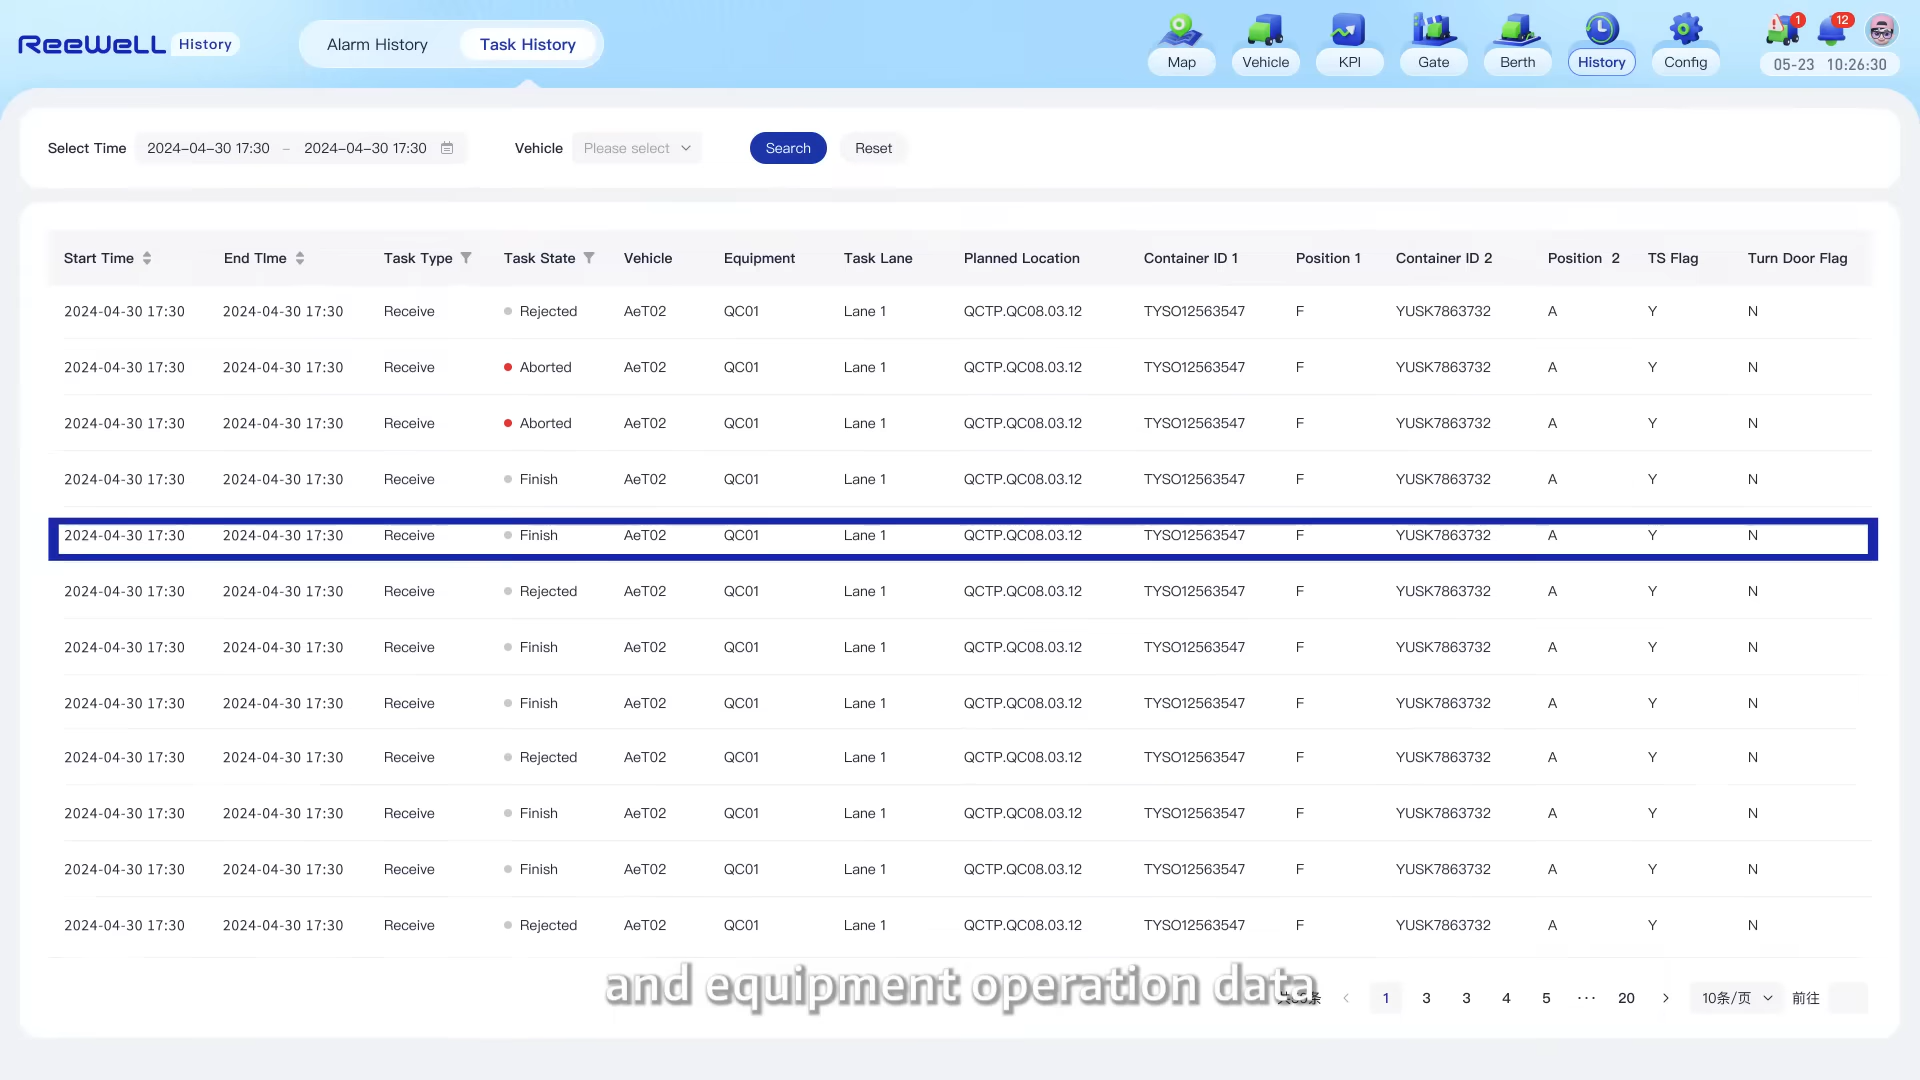 ReeWeLL History
Alarm History Task History
Map Vehicle KPI Gate Berth History Config
1 12
05-23 10:26:30
Select Time 2024-04-30 17:30 – 2024-04-30 17:30 Vehicle Please select Search Reset
Start Time End TIme Task Type Task State Vehicle Equipment Task Lane Planned Location Container ID 1 Position 1 Container ID 2 Position 2 TS Flag Turn Door Flag
2024-04-30 17:30 2024-04-30 17:30 Receive Rejected AeT02 QC01 Lane 1 QCTP.QC08.03.12 TYSO12563547 F YUSK7863732 A Y N
2024-04-30 17:30 2024-04-30 17:30 Receive Aborted AeT02 QC01 Lane 1 QCTP.QC08.03.12 TYSO12563547 F YUSK7863732 A Y N
2024-04-30 17:30 2024-04-30 17:30 Receive Aborted AeT02 QC01 Lane 1 QCTP.QC08.03.12 TYSO12563547 F YUSK7863732 A Y N
2024-04-30 17:30 2024-04-30 17:30 Receive Finish AeT02 QC01 Lane 1 QCTP.QC08.03.12 TYSO12563547 F YUSK7863732 A Y N
2024-04-30 17:30 2024-04-30 17:30 Receive Finish AeT02 QC01 Lane 1 QCTP.QC08.03.12 TYSO12563547 F YUSK7863732 A Y N
2024-04-30 17:30 2024-04-30 17:30 Receive Rejected AeT02 QC01 Lane 1 QCTP.QC08.03.12 TYSO12563547 F YUSK7863732 A Y N
2024-04-30 17:30 2024-04-30 17:30 Receive Finish AeT02 QC01 Lane 1 QCTP.QC08.03.12 TYSO12563547 F YUSK7863732 A Y N
2024-04-30 17:30 2024-04-30 17:30 Receive Finish AeT02 QC01 Lane 1 QCTP.QC08.03.12 TYSO12563547 F YUSK7863732 A Y N
2024-04-30 17:30 2024-04-30 17:30 Receive Rejected AeT02 QC01 Lane 1 QCTP.QC08.03.12 TYSO12563547 F YUSK7863732 A Y N
2024-04-30 17:30 2024-04-30 17:30 Receive Finish AeT02 QC01 Lane 1 QCTP.QC08.03.12 TYSO12563547 F YUSK7863732 A Y N
2024-04-30 17:30 2024-04-30 17:30 Receive Finish AeT02 QC01 Lane 1 QCTP.QC08.03.12 TYSO12563547 F YUSK7863732 A Y N
2024-04-30 17:30 2024-04-30 17:30 Receive Rejected AeT02 QC01 Lane 1 QCTP.QC08.03.12 TYSO12563547 F YUSK7863732 A Y N
and equipment operation data
1 3 3 4 5 ··· 20 10条/页 前往